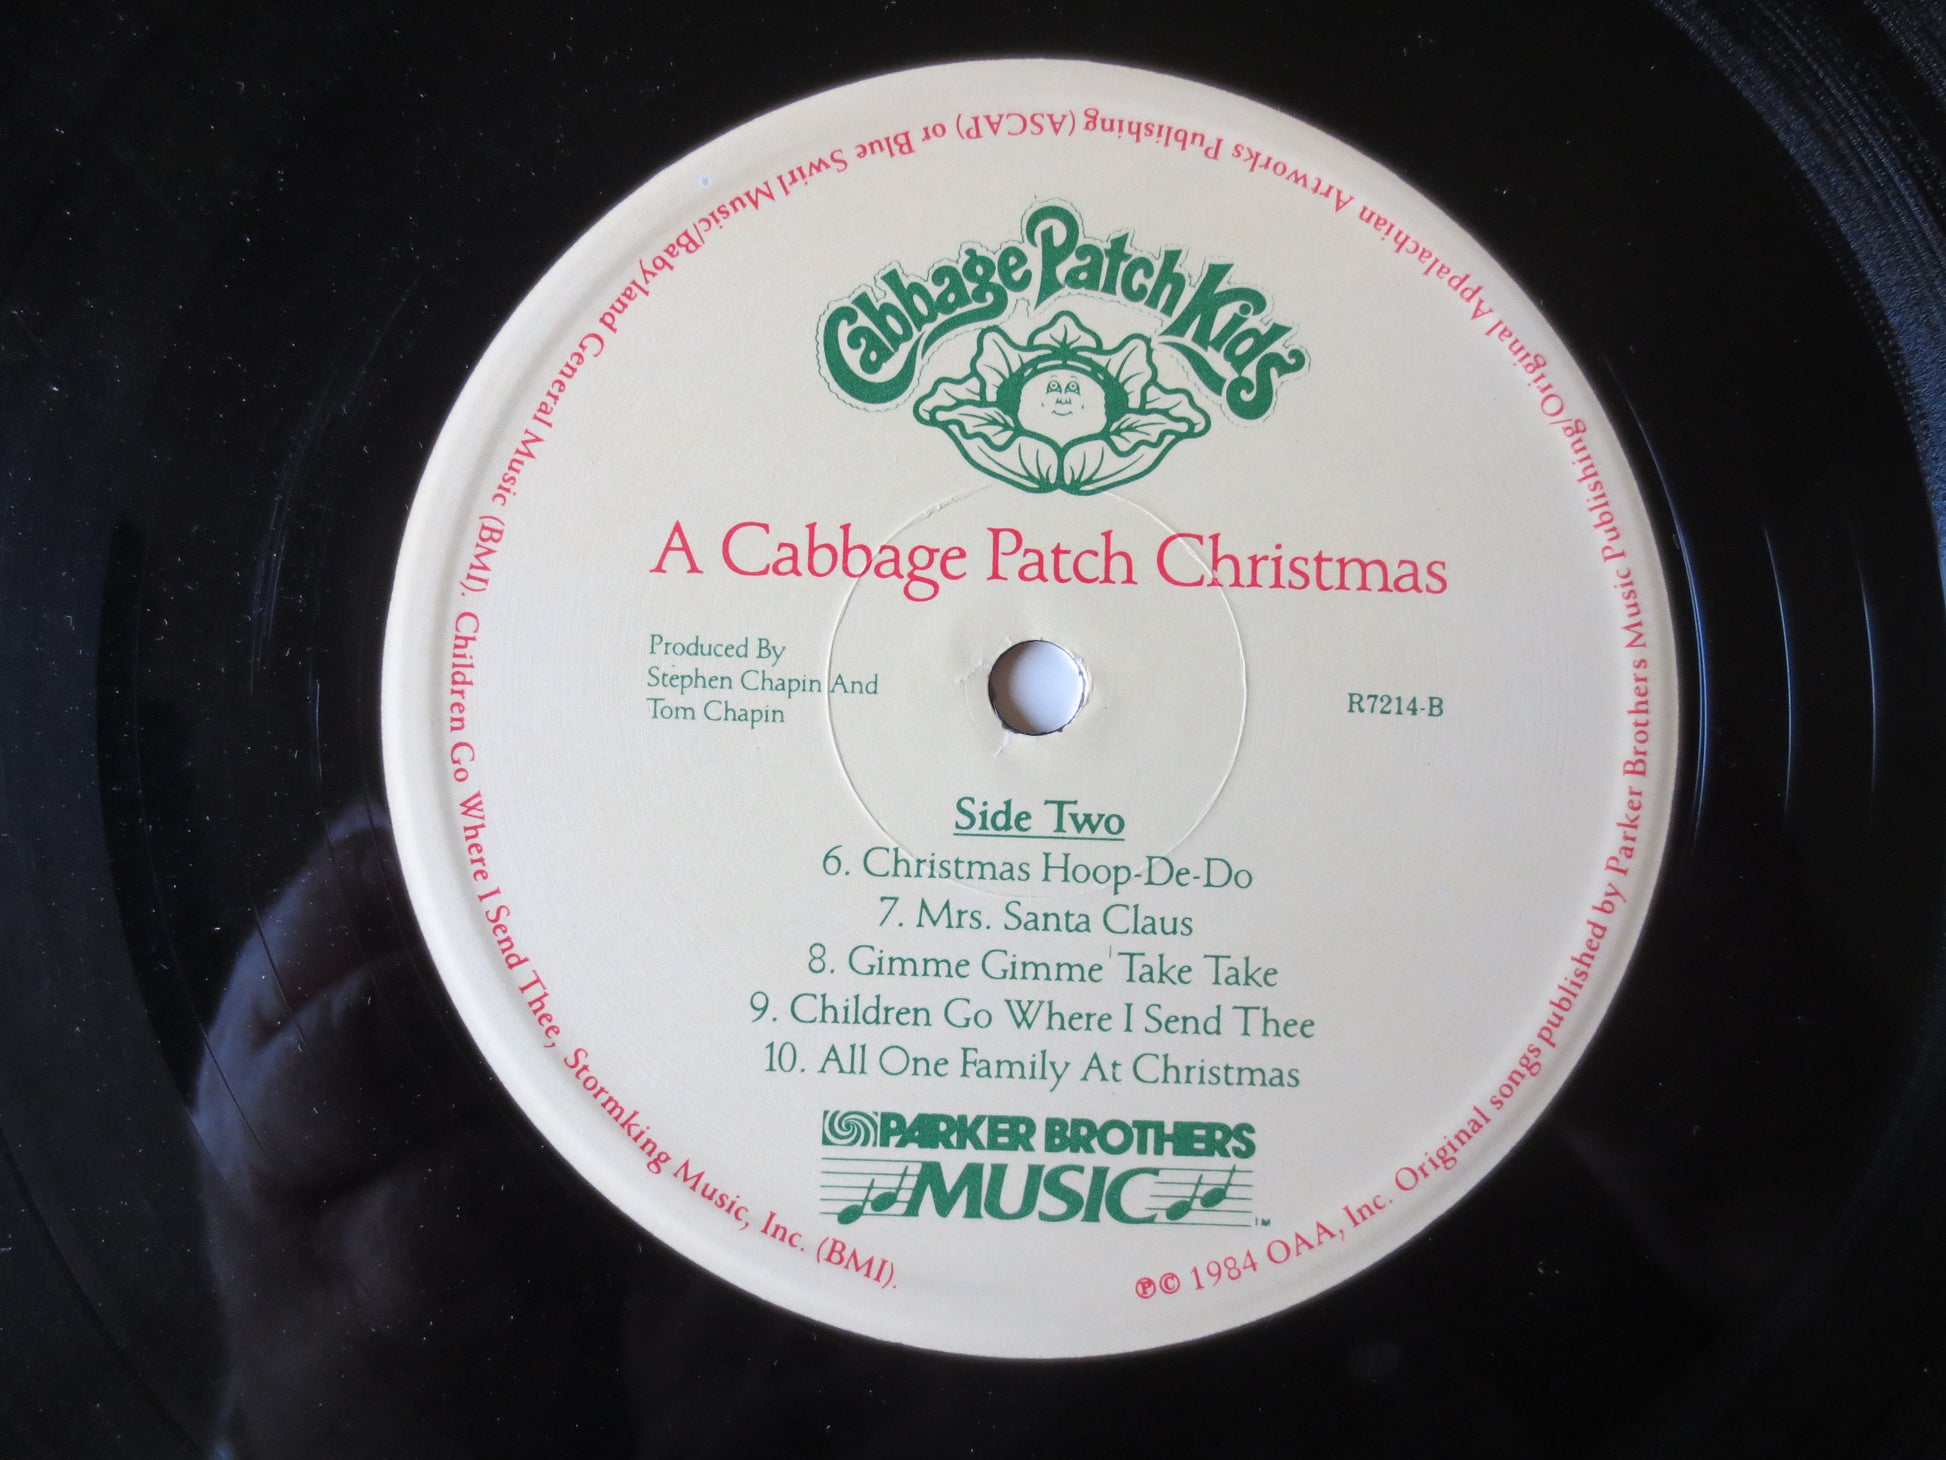 Cabbage Patch Kids
A Cabbage Patch Christmas
Produced By
Stephen Chapin And
Tom Chapin
R7214-B
Side Two
6. Christmas Hoop-De-Do
7. Mrs. Santa Claus
8. Gimme Gimme Take Take
9. Children Go Where I Send Thee
10. All One Family At Christmas
PARKER BROTHERS
MUSIC™
℗© 1984 OAA, Inc. Original songs published by Parker Brothers Music Publishing/Original Appalachian Artworks Publishing (ASCAP) or Blue Swirl Music/Babyland General Music (BMI). Children Go Where I Send Thee, Stormking Music, Inc. (BMI).